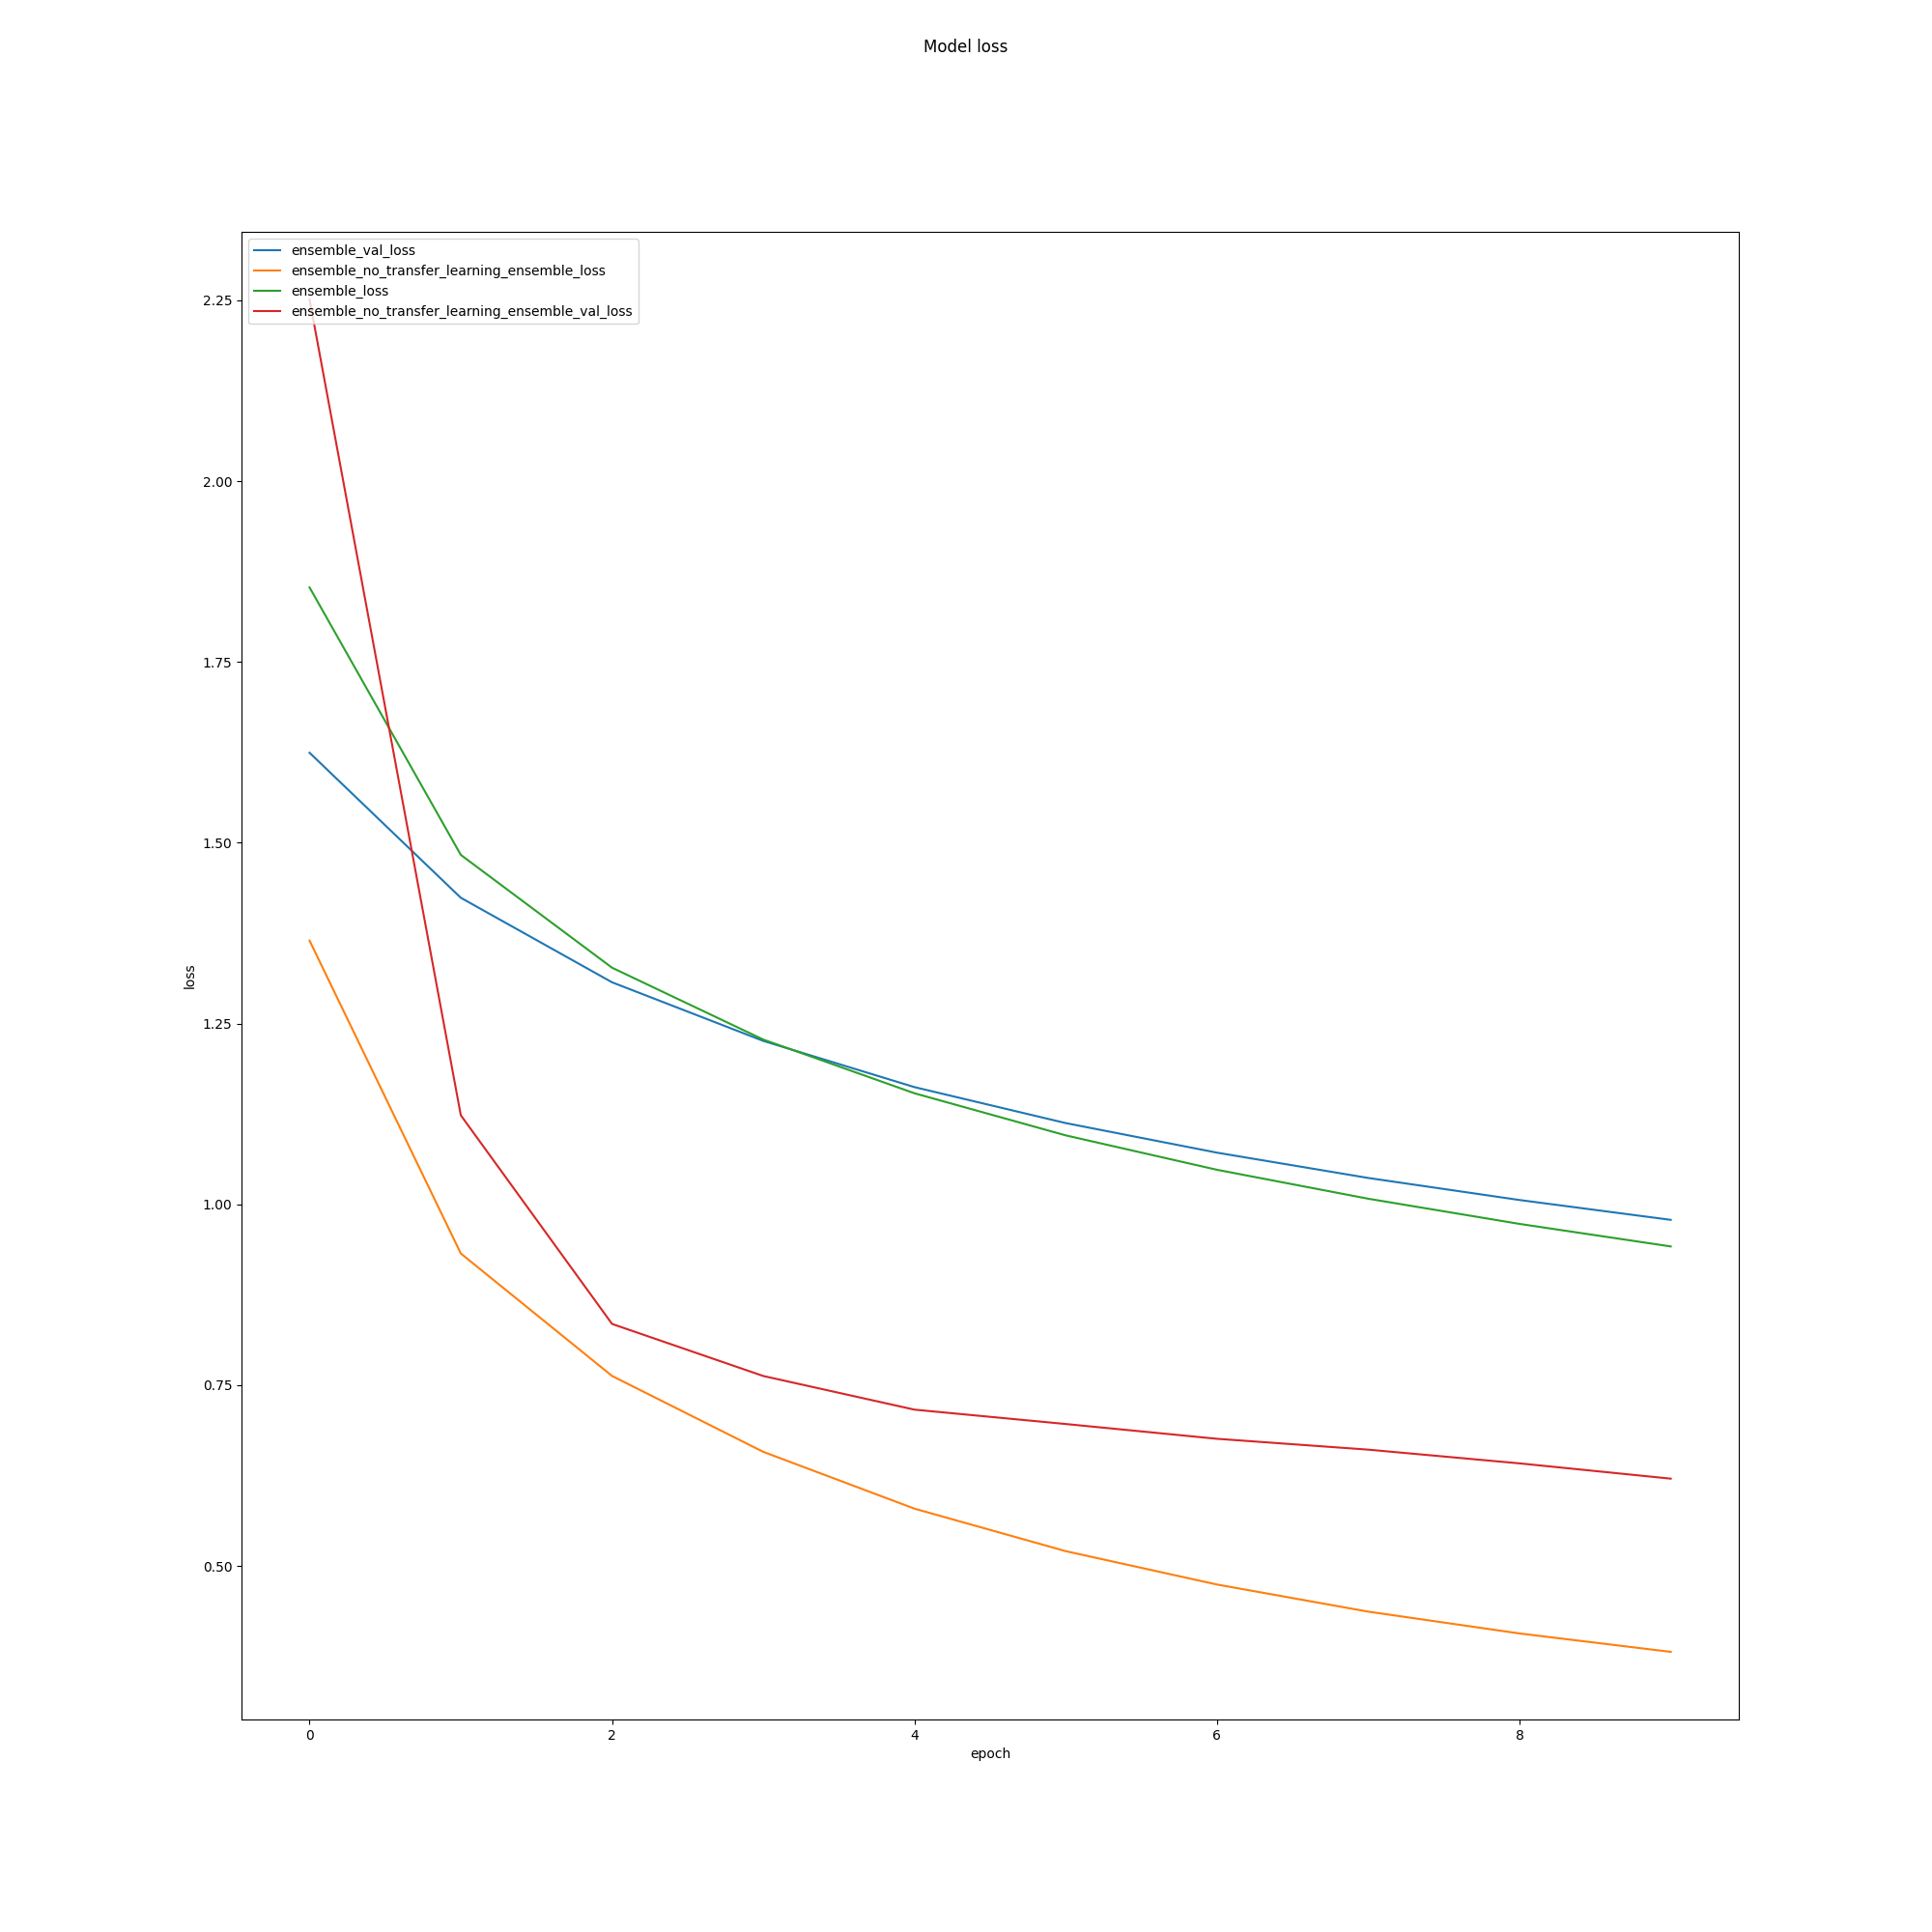 Model loss
ensemble_val_loss
ensemble_no_transfer_learning_ensemble_loss
ensemble_loss
ensemble_no_transfer_learning_ensemble_val_loss
2.25
2.00
1.75
1.50
1.25
1.00
0.75
0.50
loss
0 2 4 6 8
epoch